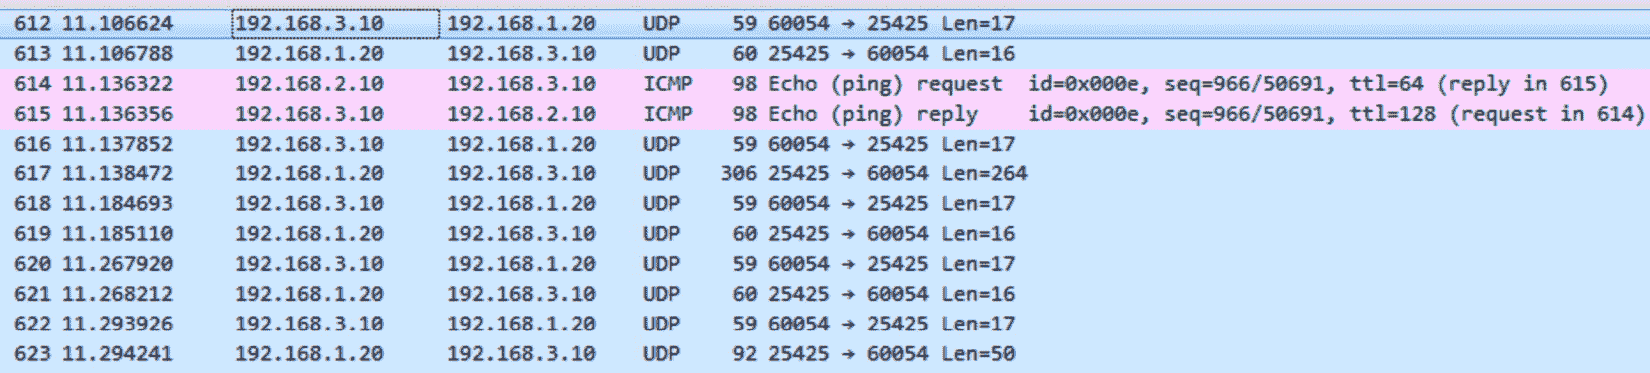 612 11.106624 192.168.3.10 192.168.1.20 UDP 59 60054 → 25425 Len=17
613 11.106788 192.168.1.20 192.168.3.10 UDP 60 25425 → 60054 Len=16
614 11.136322 192.168.2.10 192.168.3.10 ICMP 98 Echo (ping) request id=0x000e, seq=966/50691, ttl=64 (reply in 615)
615 11.136356 192.168.3.10 192.168.2.10 ICMP 98 Echo (ping) reply id=0x000e, seq=966/50691, ttl=128 (request in 614)
616 11.137852 192.168.3.10 192.168.1.20 UDP 59 60054 → 25425 Len=17
617 11.138472 192.168.1.20 192.168.3.10 UDP 306 25425 → 60054 Len=264
618 11.184693 192.168.3.10 192.168.1.20 UDP 59 60054 → 25425 Len=17
619 11.185110 192.168.1.20 192.168.3.10 UDP 60 25425 → 60054 Len=16
620 11.267920 192.168.3.10 192.168.1.20 UDP 59 60054 → 25425 Len=17
621 11.268212 192.168.1.20 192.168.3.10 UDP 60 25425 → 60054 Len=16
622 11.293926 192.168.3.10 192.168.1.20 UDP 59 60054 → 25425 Len=17
623 11.294241 192.168.1.20 192.168.3.10 UDP 92 25425 → 60054 Len=50